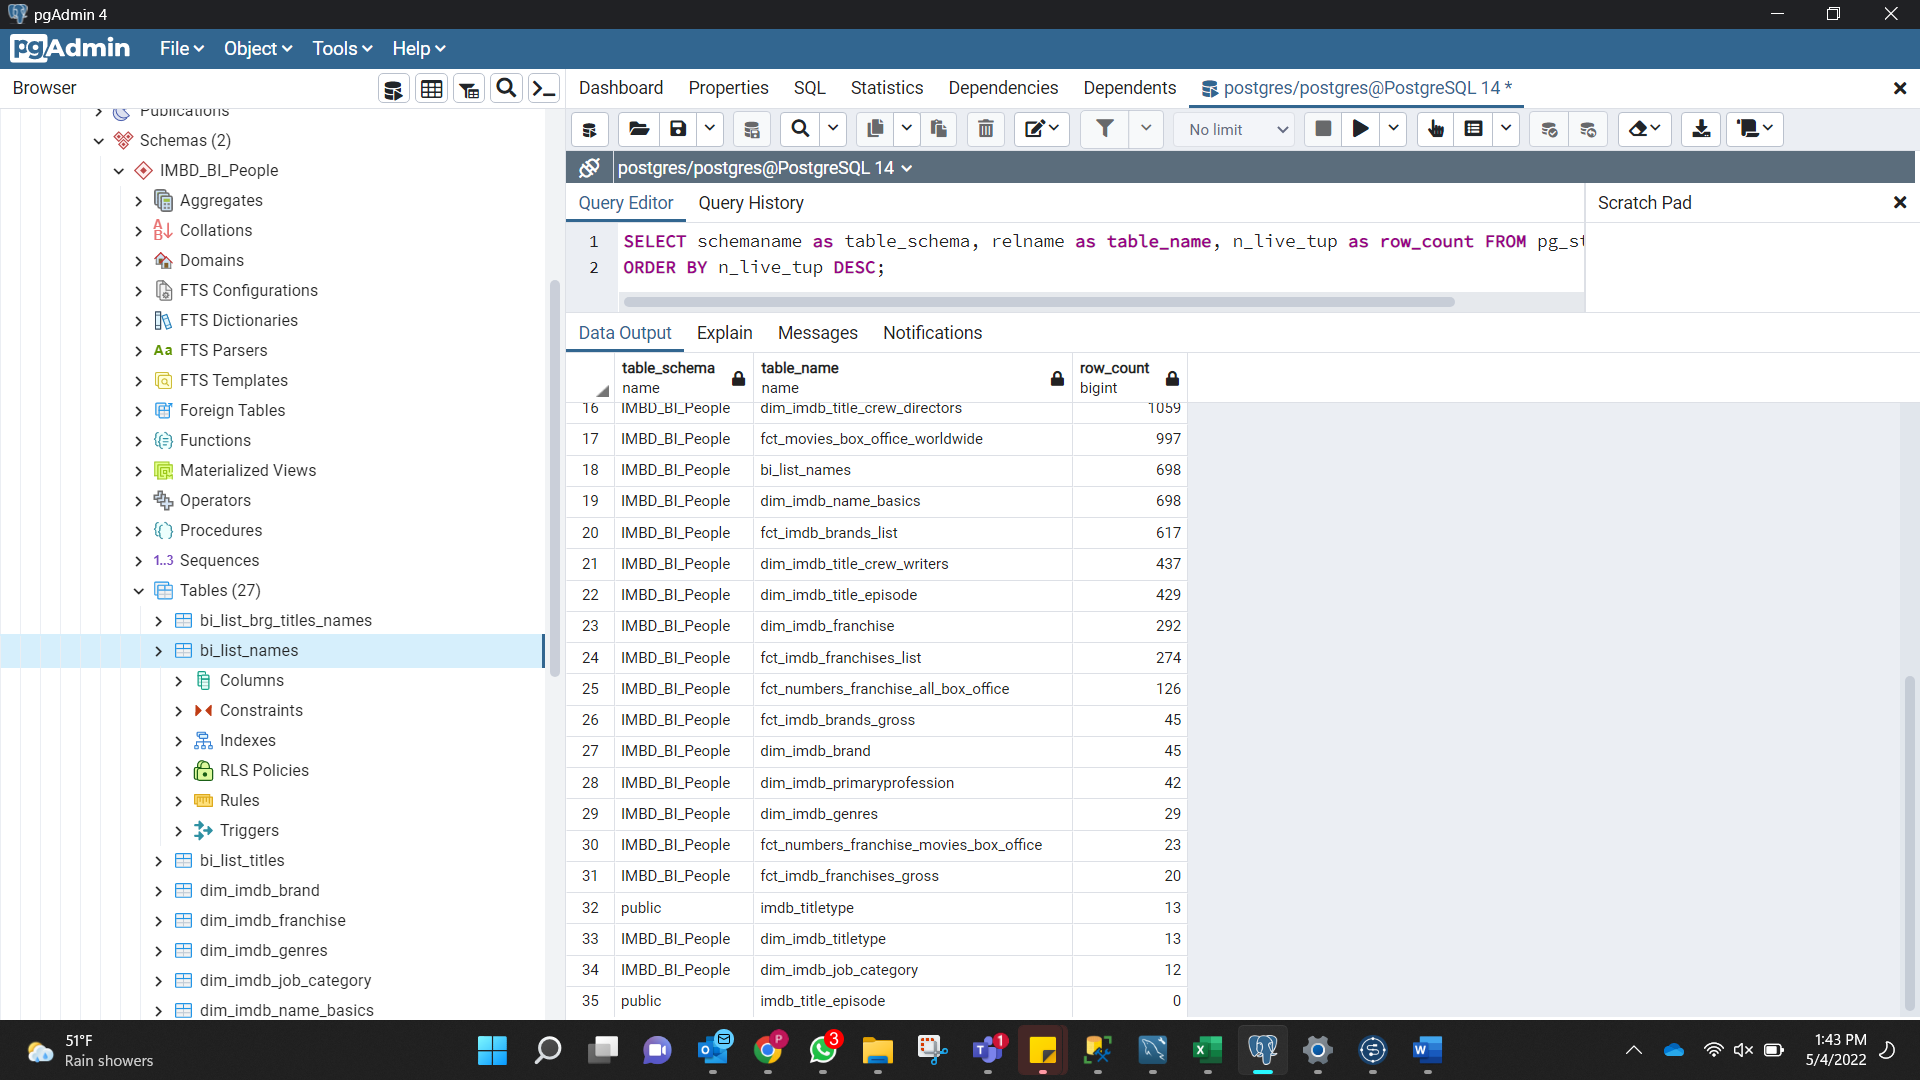 pgAdmin 4
pgAdmin File Object Tools Help
Browser
Dashboard Properties SQL Statistics Dependencies Dependents postgres/postgres@PostgreSQL 14 *
No limit
postgres/postgres@PostgreSQL 14
Query Editor Query History
Scratch Pad
1 SELECT schemaname as table_schema, relname as table_name, n_live_tup as row_count FROM pg_st
2 ORDER BY n_live_tup DESC;
Data Output Explain Messages Notifications
table_schema table_name row_count
name name bigint
16 IMBD_BI_People dim_imdb_title_crew_directors 1059
17 IMBD_BI_People fct_movies_box_office_worldwide 997
18 IMBD_BI_People bi_list_names 698
19 IMBD_BI_People dim_imdb_name_basics 698
20 IMBD_BI_People fct_imdb_brands_list 617
21 IMBD_BI_People dim_imdb_title_crew_writers 437
22 IMBD_BI_People dim_imdb_title_episode 429
23 IMBD_BI_People dim_imdb_franchise 292
24 IMBD_BI_People fct_imdb_franchises_list 274
25 IMBD_BI_People fct_numbers_franchise_all_box_office 126
26 IMBD_BI_People fct_imdb_brands_gross 45
27 IMBD_BI_People dim_imdb_brand 45
28 IMBD_BI_People dim_imdb_primaryprofession 42
29 IMBD_BI_People dim_imdb_genres 29
30 IMBD_BI_People fct_numbers_franchise_movies_box_office 23
31 IMBD_BI_People fct_imdb_franchises_gross 20
32 public imdb_titletype 13
33 IMBD_BI_People dim_imdb_titletype 13
34 IMBD_BI_People dim_imdb_job_category 12
35 public imdb_title_episode 0
Publications
Schemas (2)
IMBD_BI_People
Aggregates
Collations
Domains
FTS Configurations
FTS Dictionaries
Aa FTS Parsers
FTS Templates
Foreign Tables
Functions
Materialized Views
Operators
Procedures
1..3 Sequences
Tables (27)
bi_list_brg_titles_names
bi_list_names
Columns
Constraints
Indexes
RLS Policies
Rules
Triggers
bi_list_titles
dim_imdb_brand
dim_imdb_franchise
dim_imdb_genres
dim_imdb_job_category
dim_imdb_name_basics
51°F
Rain showers
P
3
1
1:43 PM
5/4/2022